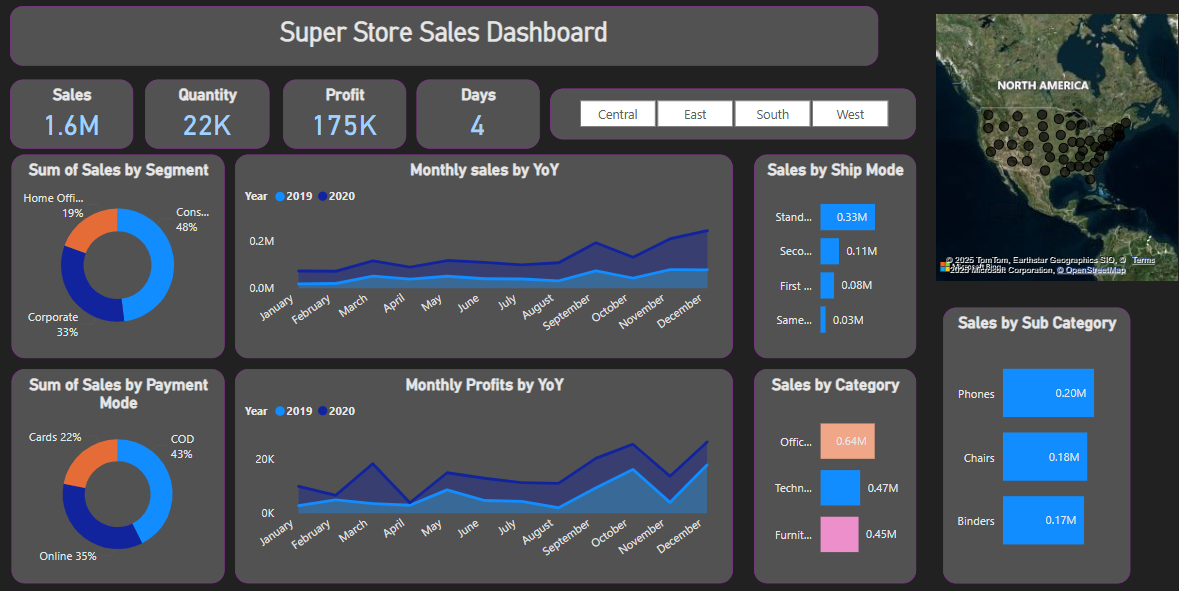 Super Store Sales Dashboard
Sales
1.6M
Quantity
22K
Profit
175K
Days
4
Central
East
South
West
NORTH AMERICA
© 2025 TomTom, Earthstar Geographics SIO, ©
2025 Microsoft Corporation, © OpenStreetMap
Terms
Sum of Sales by Segment
Home Offi...
19%
Cons...
48%
Corporate
33%
Monthly sales by YoY
Year 2019 2020
0.2M
0.0M
January
February
March
April
May
June
July
August
September
October
November
December
Sales by Ship Mode
Stand...
0.33M
Seco...
0.11M
First ...
0.08M
Same...
0.03M
Sum of Sales by Payment
Mode
Cards 22%
COD
43%
Online 35%
Monthly Profits by YoY
Year 2019 2020
20K
0K
January
February
March
April
May
June
July
August
September
October
November
December
Sales by Category
Offic...
0.64M
Techn...
0.47M
Furnit...
0.45M
Sales by Sub Category
Phones
0.20M
Chairs
0.18M
Binders
0.17M